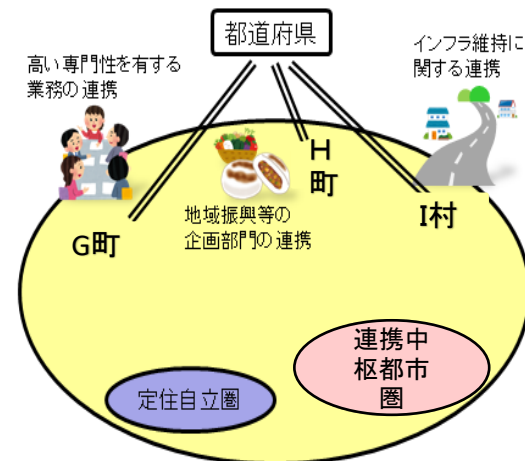 都道府県
高い専門性を有する
業務の連携
インフラ維持に
関する連携
H
町
地域振興等の
企画部門の連携
G町
I村
連携中
枢都市
圏
定住自立圏